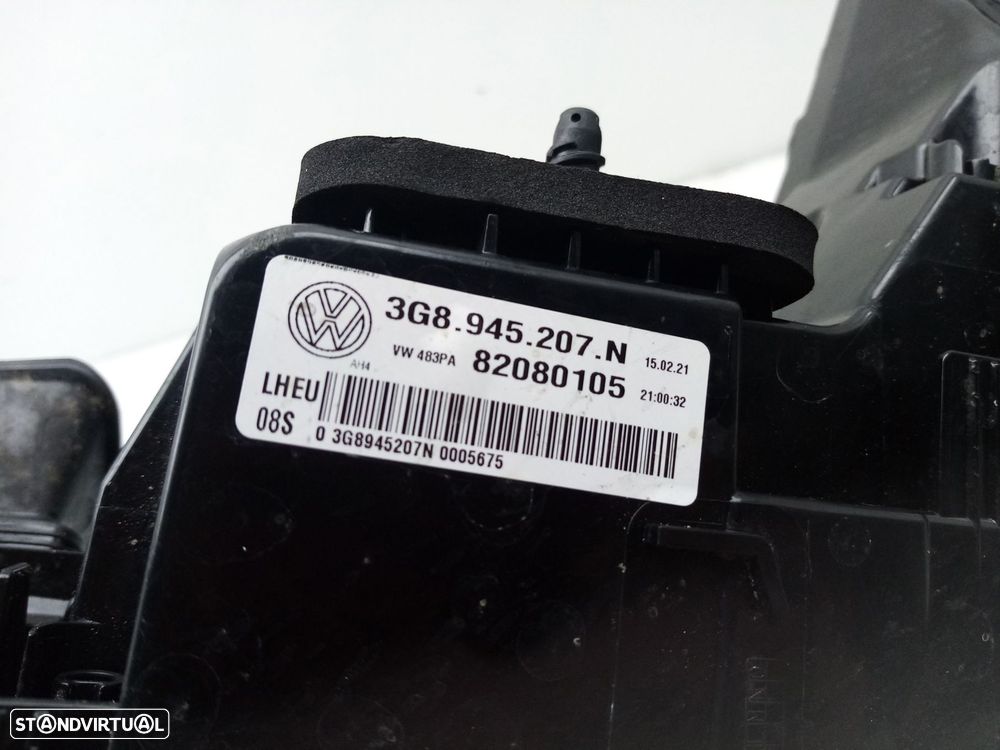 3G8.945.207.N
15.02.21
AH4
VW 483PA
82080105
21:00:32
LHEU
08S
0 3G8945207N 0005675
STANDVIRTUAL